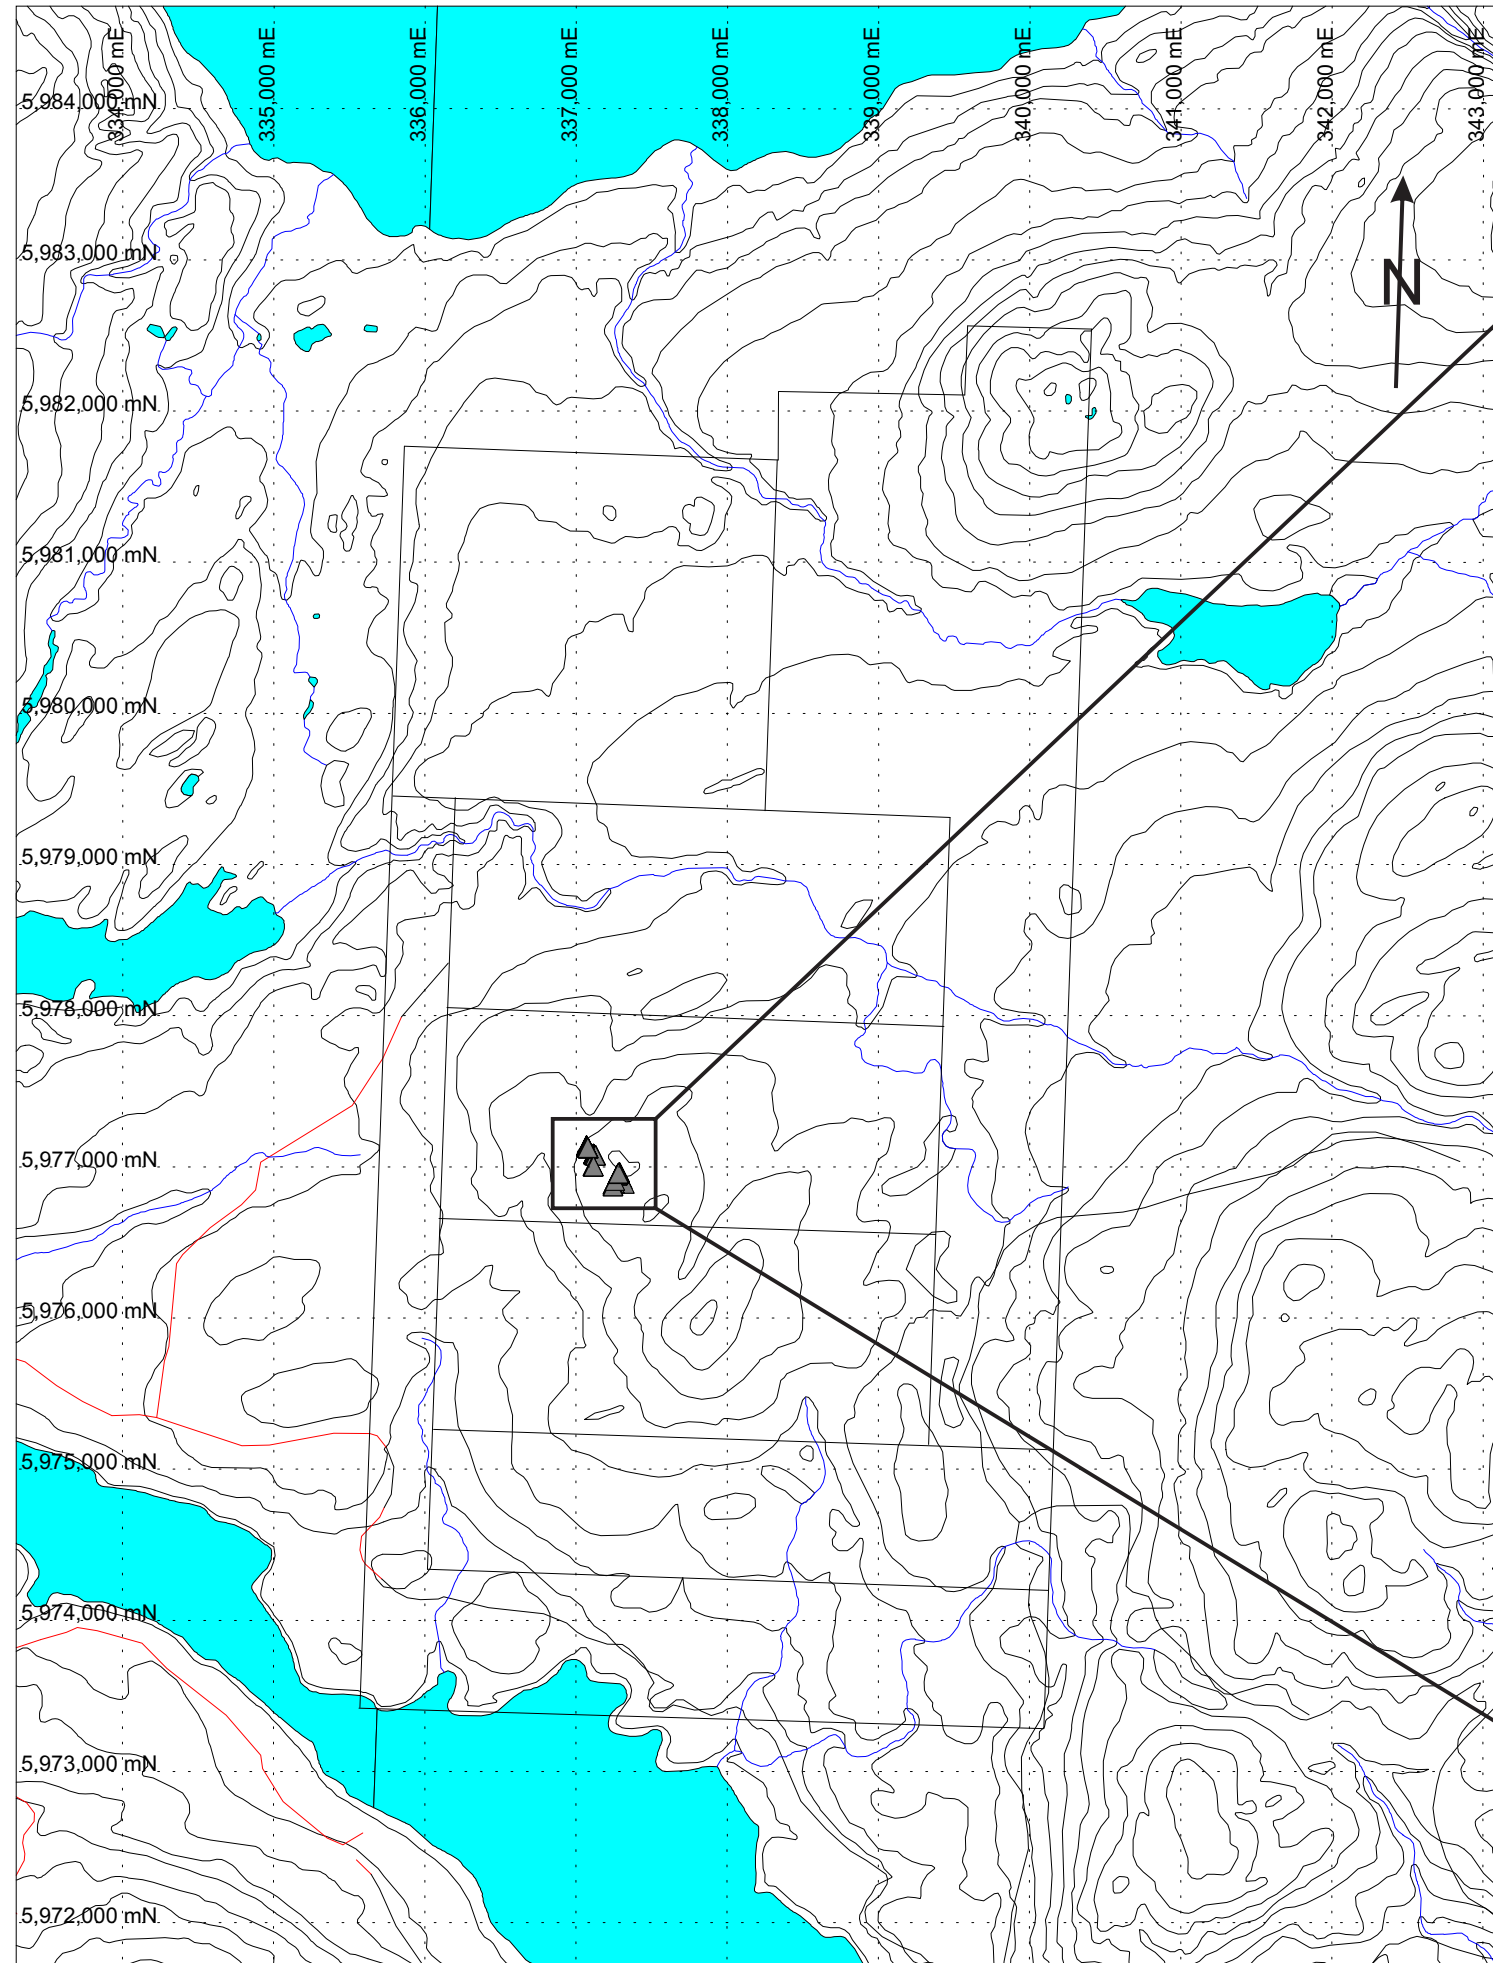 334,000 mE
335,000 mE
336,000 mE
337,000 mE
338,000 mE
339,000 mE
340,000 mE
341,000 mE
342,000 mE
343,000 mE
5,984,000 mN
5,983,000 mN
N
5,982,000 mN
5,981,000 mN
5,980,000 mN
5,979,000 mN
5,978,000 mN
5,977,000 mN
5,976,000 mN
5,975,000 mN
5,974,000 mN
5,973,000 mN
5,972,000 mN